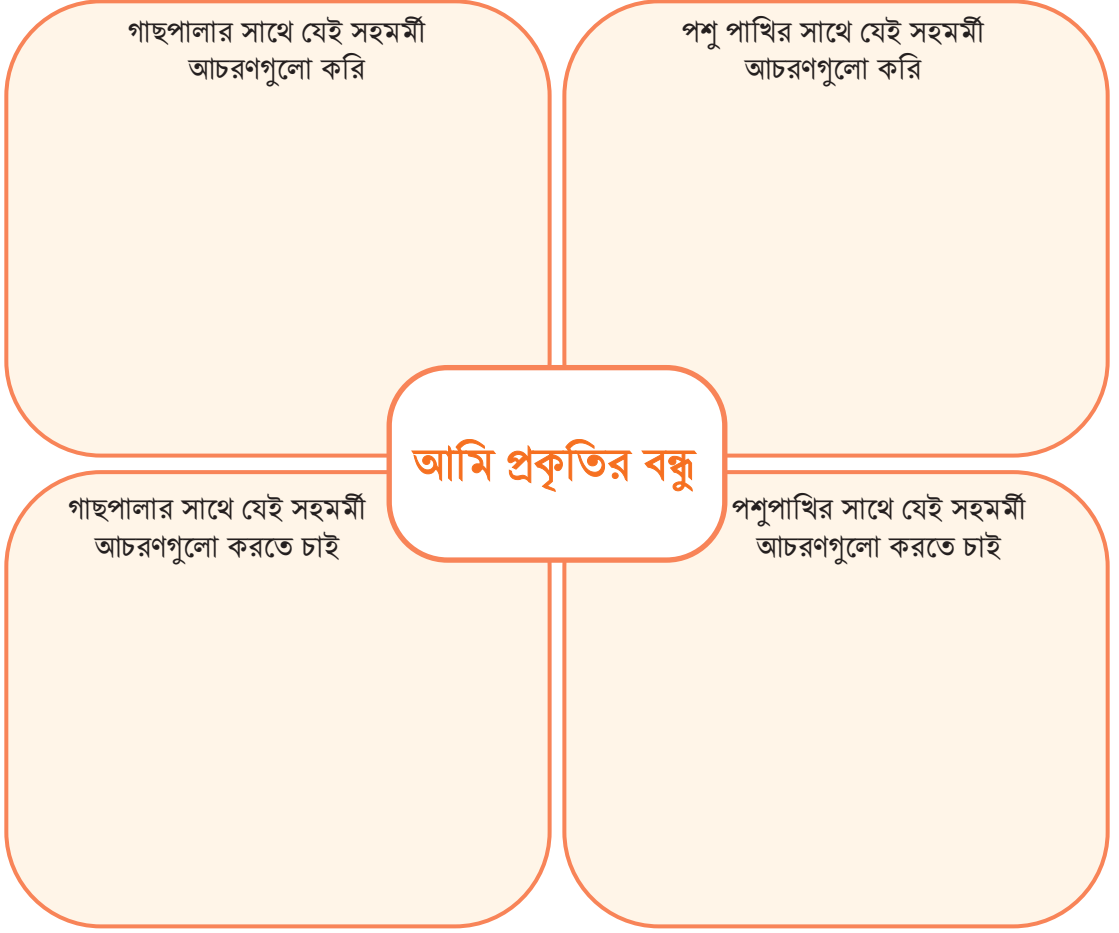 গাছপালার সাথে যেই সহমর্মী
আচরণগুলো করি
পশু পাখির সাথে যেই সহমর্মী
আচরণগুলো করি
আমি প্রকৃতির বন্ধু
গাছপালার সাথে যেই সহমর্মী
আচরণগুলো করতে চাই
পশুপাখির সাথে যেই সহমর্মী
আচরণগুলো করতে চাই